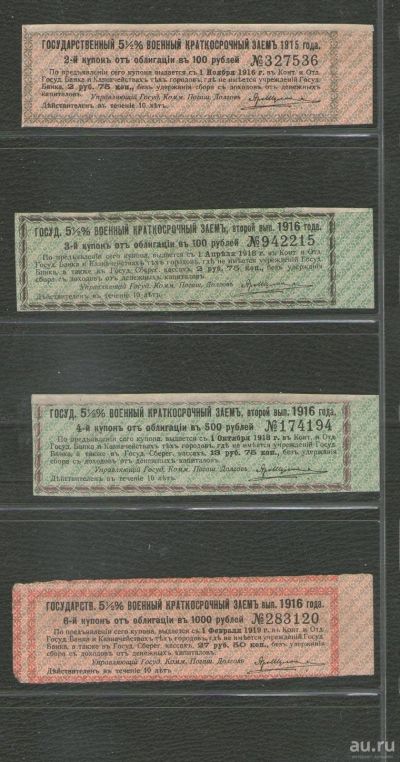 ГОСУДАРСТВЕННЫЙ 5½% ВОЕННЫЙ КРАТКОСРОЧНЫЙ ЗАЕМЪ 1915 года.
2-й купон отъ облигаціи въ 100 рублей №327536
По предъявленіи сего купона выдается съ 1 Ноября 1916 г. въ Конт. и Отд.
Госуд. Банка, 2 руб. 75 коп., безъ удержанія сбора съ доходовъ отъ денежныхъ
капиталовъ.
Управляющій Госуд. Комм. Погаш. Долговъ
Дѣйствителенъ въ теченіе 10 лѣтъ.
ГОСУД. 5½% ВОЕННЫЙ КРАТКОСРОЧНЫЙ ЗАЕМЪ, второй вып. 1916 года.
3-й купонъ отъ облигаціи въ 100 рублей №942215
По предъявленіи сего купона, выдается съ 1 Апрѣля 1918 г. въ Конт. и Отд.
Госуд. Банка и Казначействахъ тѣхъ городовъ, гдѣ не имѣется учрежденій Госуд.
Банка, а также въ Госуд. Сберег. кассахъ, 2 руб. 75 коп., безъ удержанія
сбора съ доходовъ отъ денежныхъ капиталовъ.
Управляющій Госуд. Комм. Погаш. Долговъ
Дѣйствителенъ въ теченіе 10 лѣтъ.
ГОСУД. 5½% ВОЕННЫЙ КРАТКОСРОЧНЫЙ ЗАЕМЪ, второй вып. 1916 года.
4-й купонъ отъ облигаціи въ 500 рублей №174194
По предъявленіи сего купона, выдается съ 1 Октября 1918 г. въ Конт. и Отд.
Госуд. Банка и Казначействахъ тѣхъ городовъ, гдѣ не имѣется учрежденій Госуд.
Банка, а также въ Госуд. Сберег. кассахъ, 13 руб. 75 коп., безъ удержанія
сбора съ доходовъ отъ денежныхъ капиталовъ.
Управляющій Госуд. Комм. Погаш. Долговъ
Дѣйствителенъ въ теченіе 10 лѣтъ.
ГОСУДАРСТВ. 5½% ВОЕННЫЙ КРАТКОСРОЧНЫЙ ЗАЕМЪ вып. 1916 года.
6-й купонъ отъ облигаціи въ 1000 рублей №283120
По предъявленіи сего купона, выдается съ 1 Февраля 1919 г. въ Конт. и Отд.
Госуд. Банка и Казначействахъ тѣхъ городовъ, гдѣ не имѣется учрежденій Госуд.
Банка, а также въ Госуд. Сберег. кассахъ 27 руб. 50 коп., безъ удержанія
сбора съ доходовъ отъ денежныхъ капиталовъ.
Управляющій Госуд. Комм. Погаш. Долговъ
Дѣйствителенъ въ теченіе 10 лѣтъ.
au.ru